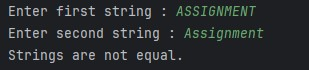 Enter first string : ASSIGNMENT
Enter second string : Assignment
Strings are not equal.